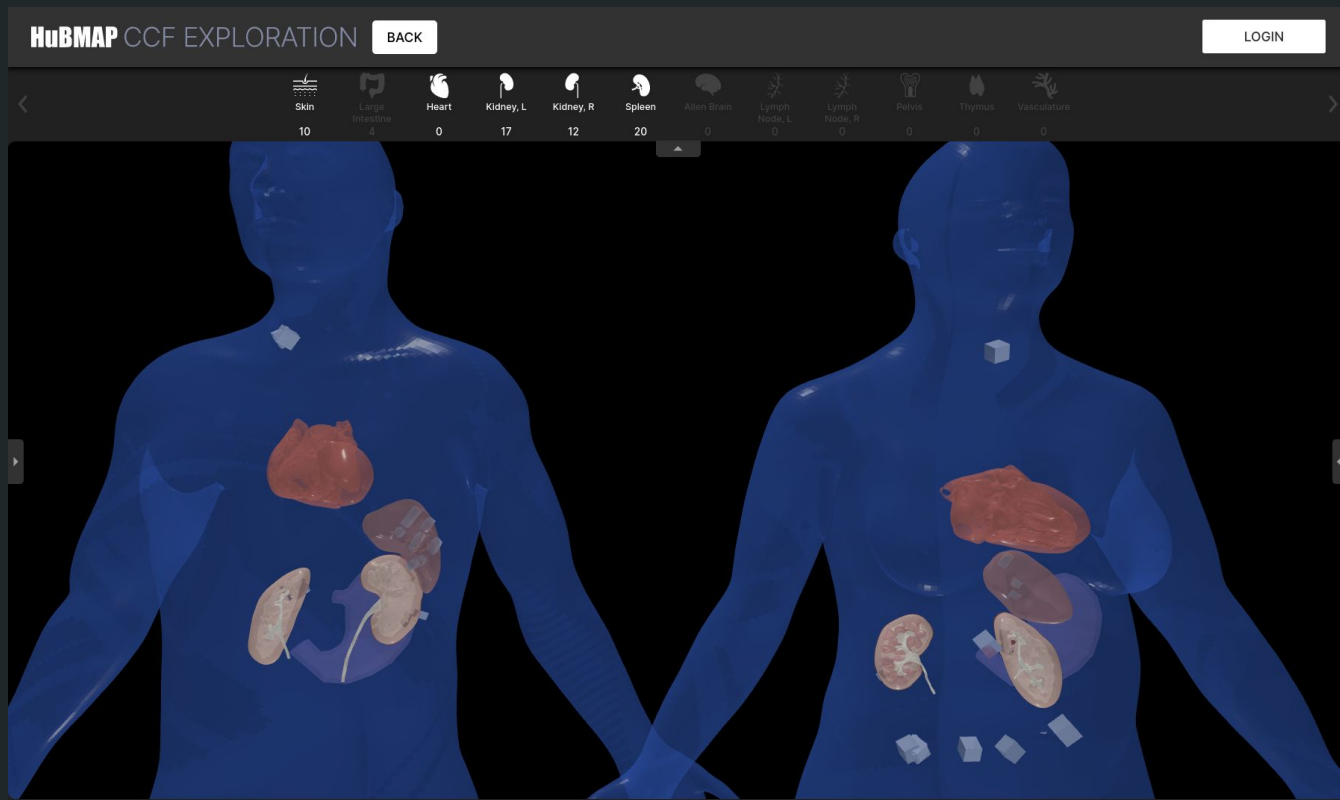 HuBMAP CCF EXPLORATION BACK LOGIN
Skin Large Intestine Heart Kidney, L Kidney, R Spleen Allen Brain Lymph Node, L Lymph Node, R Pelvis Thymus Vasculature
10 4 0 17 12 20 0 0 0 0 0 0